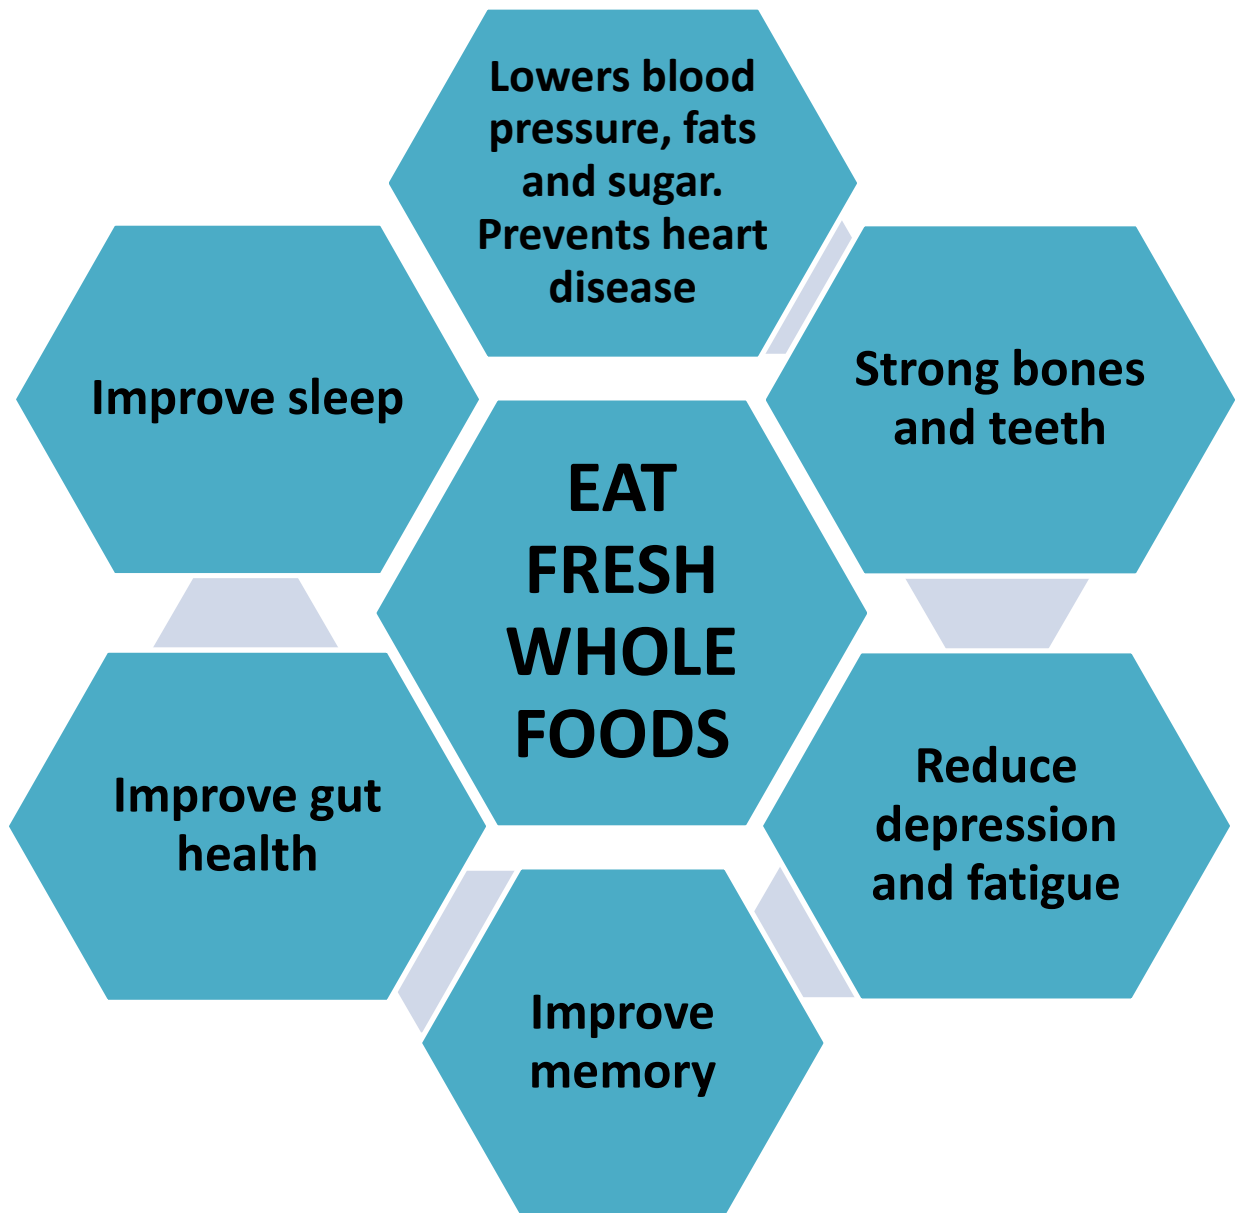 Lowers blood
pressure, fats
and sugar.
Prevents heart
disease
Strong bones
and teeth
Reduce
depression
and fatigue
Improve
memory
Improve gut
health
Improve sleep
EAT
FRESH
WHOLE
FOODS